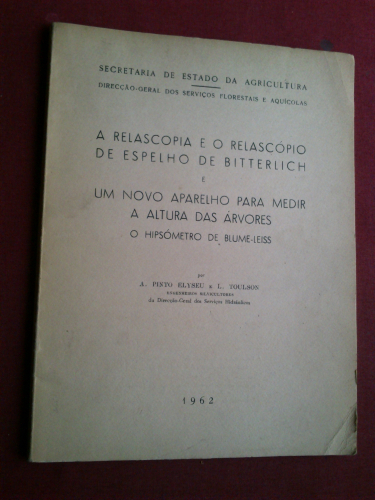 SECRETARIA DE ESTADO DA AGRICULTURA
DIRECÇÃO-GERAL DOS SERVIÇOS FLORESTAIS E AQUÍCOLAS
A RELASCOPIA E O RELASCÓPIO
DE ESPELHO DE BITTERLICH
E
UM NOVO APARELHO PARA MEDIR
A ALTURA DAS ÁRVORES
O HIPSÓMETRO DE BLUME-LEISS
por
A. PINTO ELYSEU e L. TOULSON
ENGENHEIROS SILVICULTORES
da Direcção-Geral dos Serviços
1962